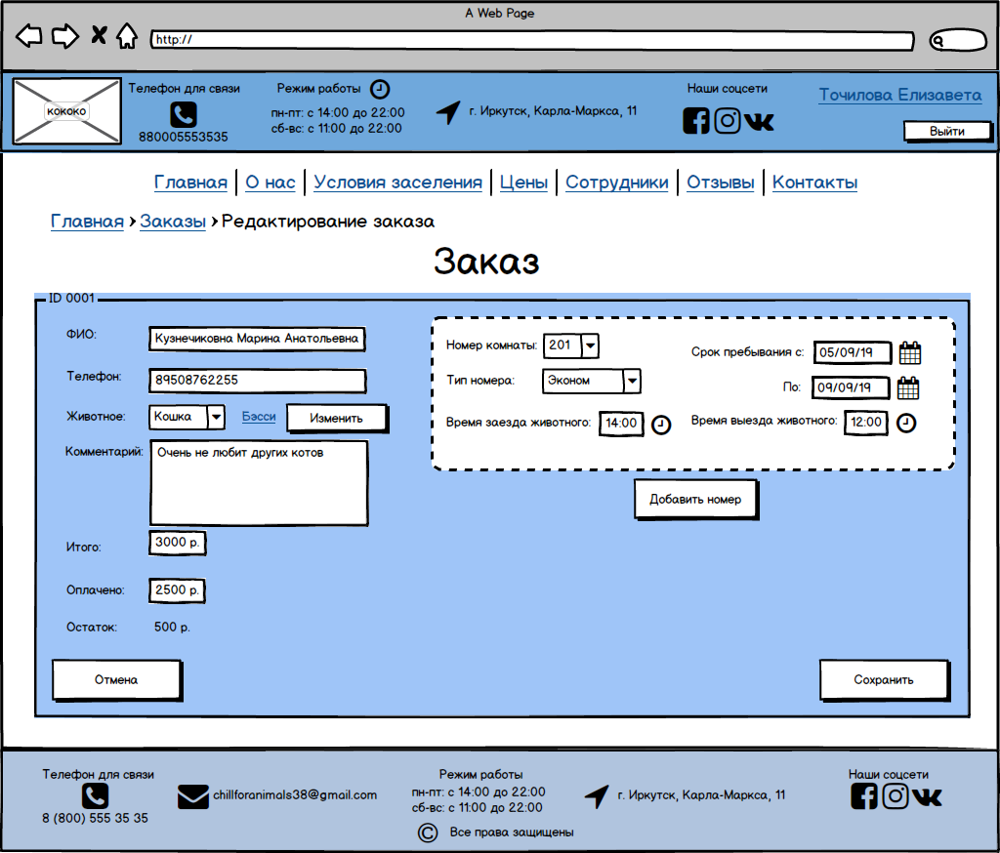 A Web Page
http://
кококо
Телефон для связи
880005553535
Режим работы
пн-пт: с 14:00 до 22:00
сб-вс: с 11:00 до 22:00
г. Иркутск, Карла-Маркса, 11
Наши соцсети
Точилова Елизавета
Выйти
Главная О нас Условия заселения Цены Сотрудники Отзывы Контакты
Главная > Заказы > Редактирование заказа
Заказ
ID 0001
ФИО: Кузнечиковна Марина Анатольевна
Телефон: 89508762255
Животное: Кошка Бэсси Изменить
Комментарий: Очень не любит других котов
Итого: 3000 р.
Оплачено: 2500 р.
Остаток: 500 р.
Номер комнаты: 201
Срок пребывания с: 05/09/19
Тип номера: Эконом
По: 09/09/19
Время заезда животного: 14:00
Время выезда животного: 12:00
Добавить номер
Отмена
Сохранить
Телефон для связи
8 (800) 555 35 35
chillforanimals38@gmail.com
Режим работы
пн-пт: с 14:00 до 22:00
сб-вс: с 11:00 до 22:00
г. Иркутск, Карла-Маркса, 11
Наши соцсети
© Все права защищены